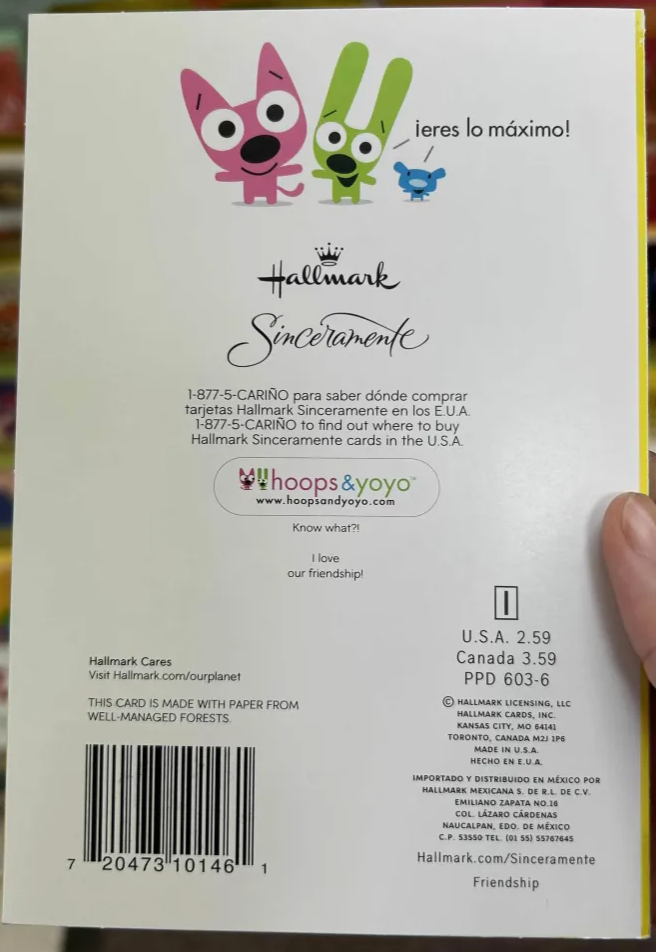 ¡eres lo máximo!
Hallmark
Sinceramente
1-877-5-CARIÑO para saber dónde comprar
tarjetas Hallmark Sinceramente en los E.U.A.
1-877-5-CARIÑO to find out where to buy
Hallmark Sinceramente cards in the U.S.A.
hoops&yoyo™
www.hoopsandyoyo.com
Know what?!
I love
our friendship!
I
U.S.A. 2.59
Canada 3.59
PPD 603-6
Hallmark Cares
Visit Hallmark.com/ourplanet
THIS CARD IS MADE WITH PAPER FROM
WELL-MANAGED FORESTS.
7 20473 10146 1
© HALLMARK LICENSING, LLC
HALLMARK CARDS, INC.
KANSAS CITY, MO 64141
TORONTO, CANADA M2J 1P6
MADE IN U.S.A.
HECHO EN E.U.A.
IMPORTADO Y DISTRIBUIDO EN MÉXICO POR
HALLMARK MEXICANA S. DE R.L. DE C.V.
EMILIANO ZAPATA NO.16
COL. LÁZARO CÁRDENAS
NAUCALPAN, EDO. DE MÉXICO
C.P. 53550 TEL. (01 55) 55767645
Hallmark.com/Sinceramente
Friendship